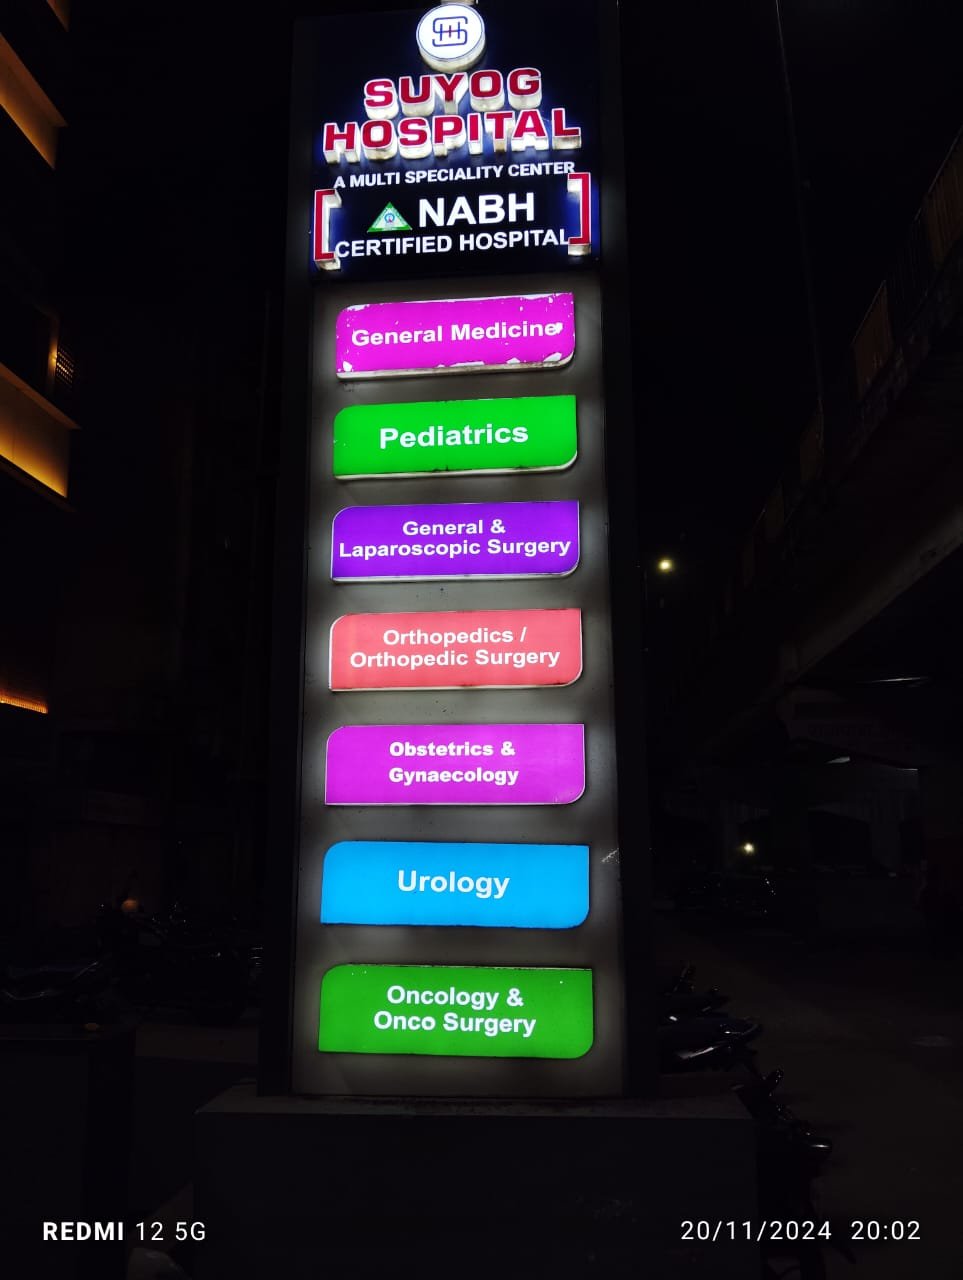 SUYOG
HOSPITAL
A MULTI SPECIALITY CENTER
NABH
CERTIFIED HOSPITAL
General Medicine
Pediatrics
General &
Laparoscopic Surgery
Orthopedics /
Orthopedic Surgery
Obstetrics &
Gynaecology
Urology
Oncology &
Onco Surgery
REDMI 12 5G
20/11/2024 20:02